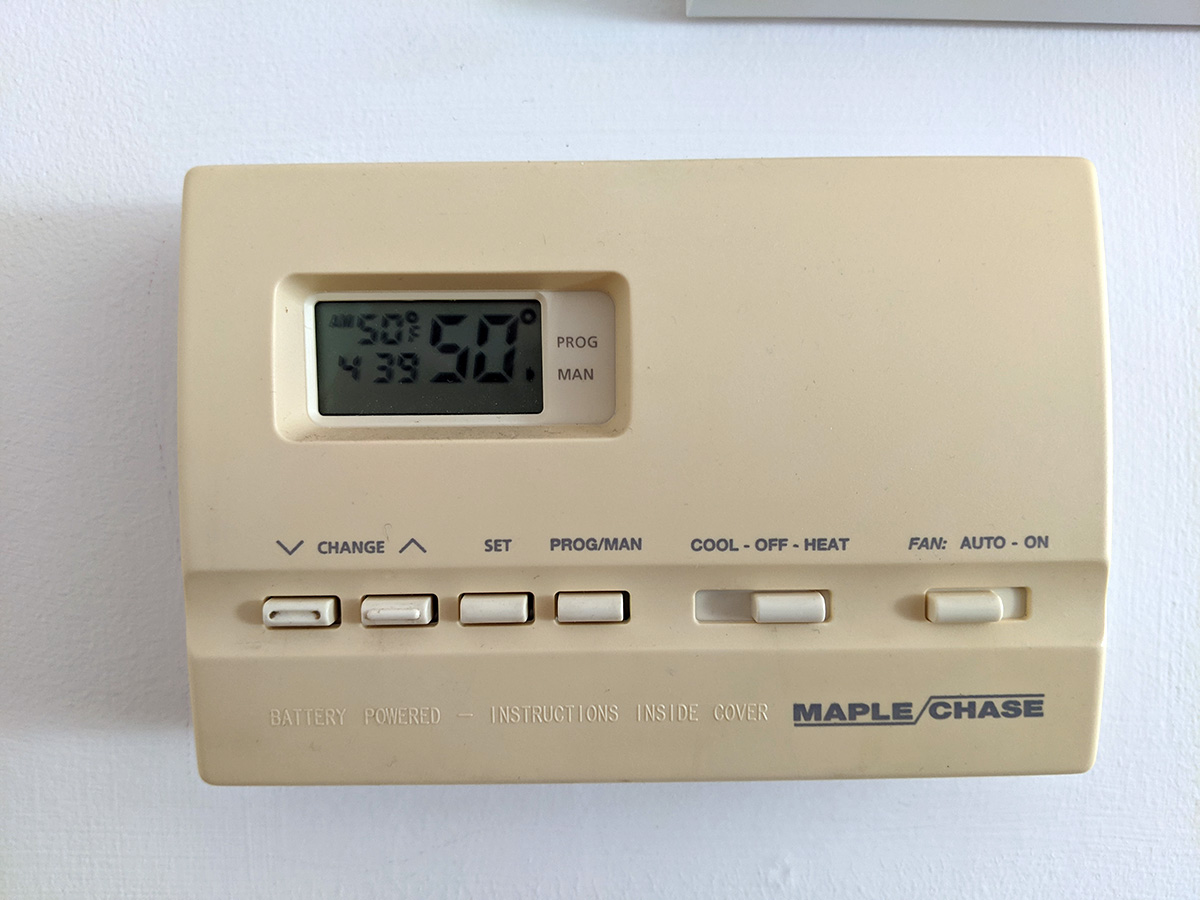 AM 50°F 50°
4 39
PROG
MAN
CHANGE SET PROG/MAN COOL - OFF - HEAT FAN: AUTO - ON
BATTERY POWERED – INSTRUCTIONS INSIDE COVER MAPLE/CHASE